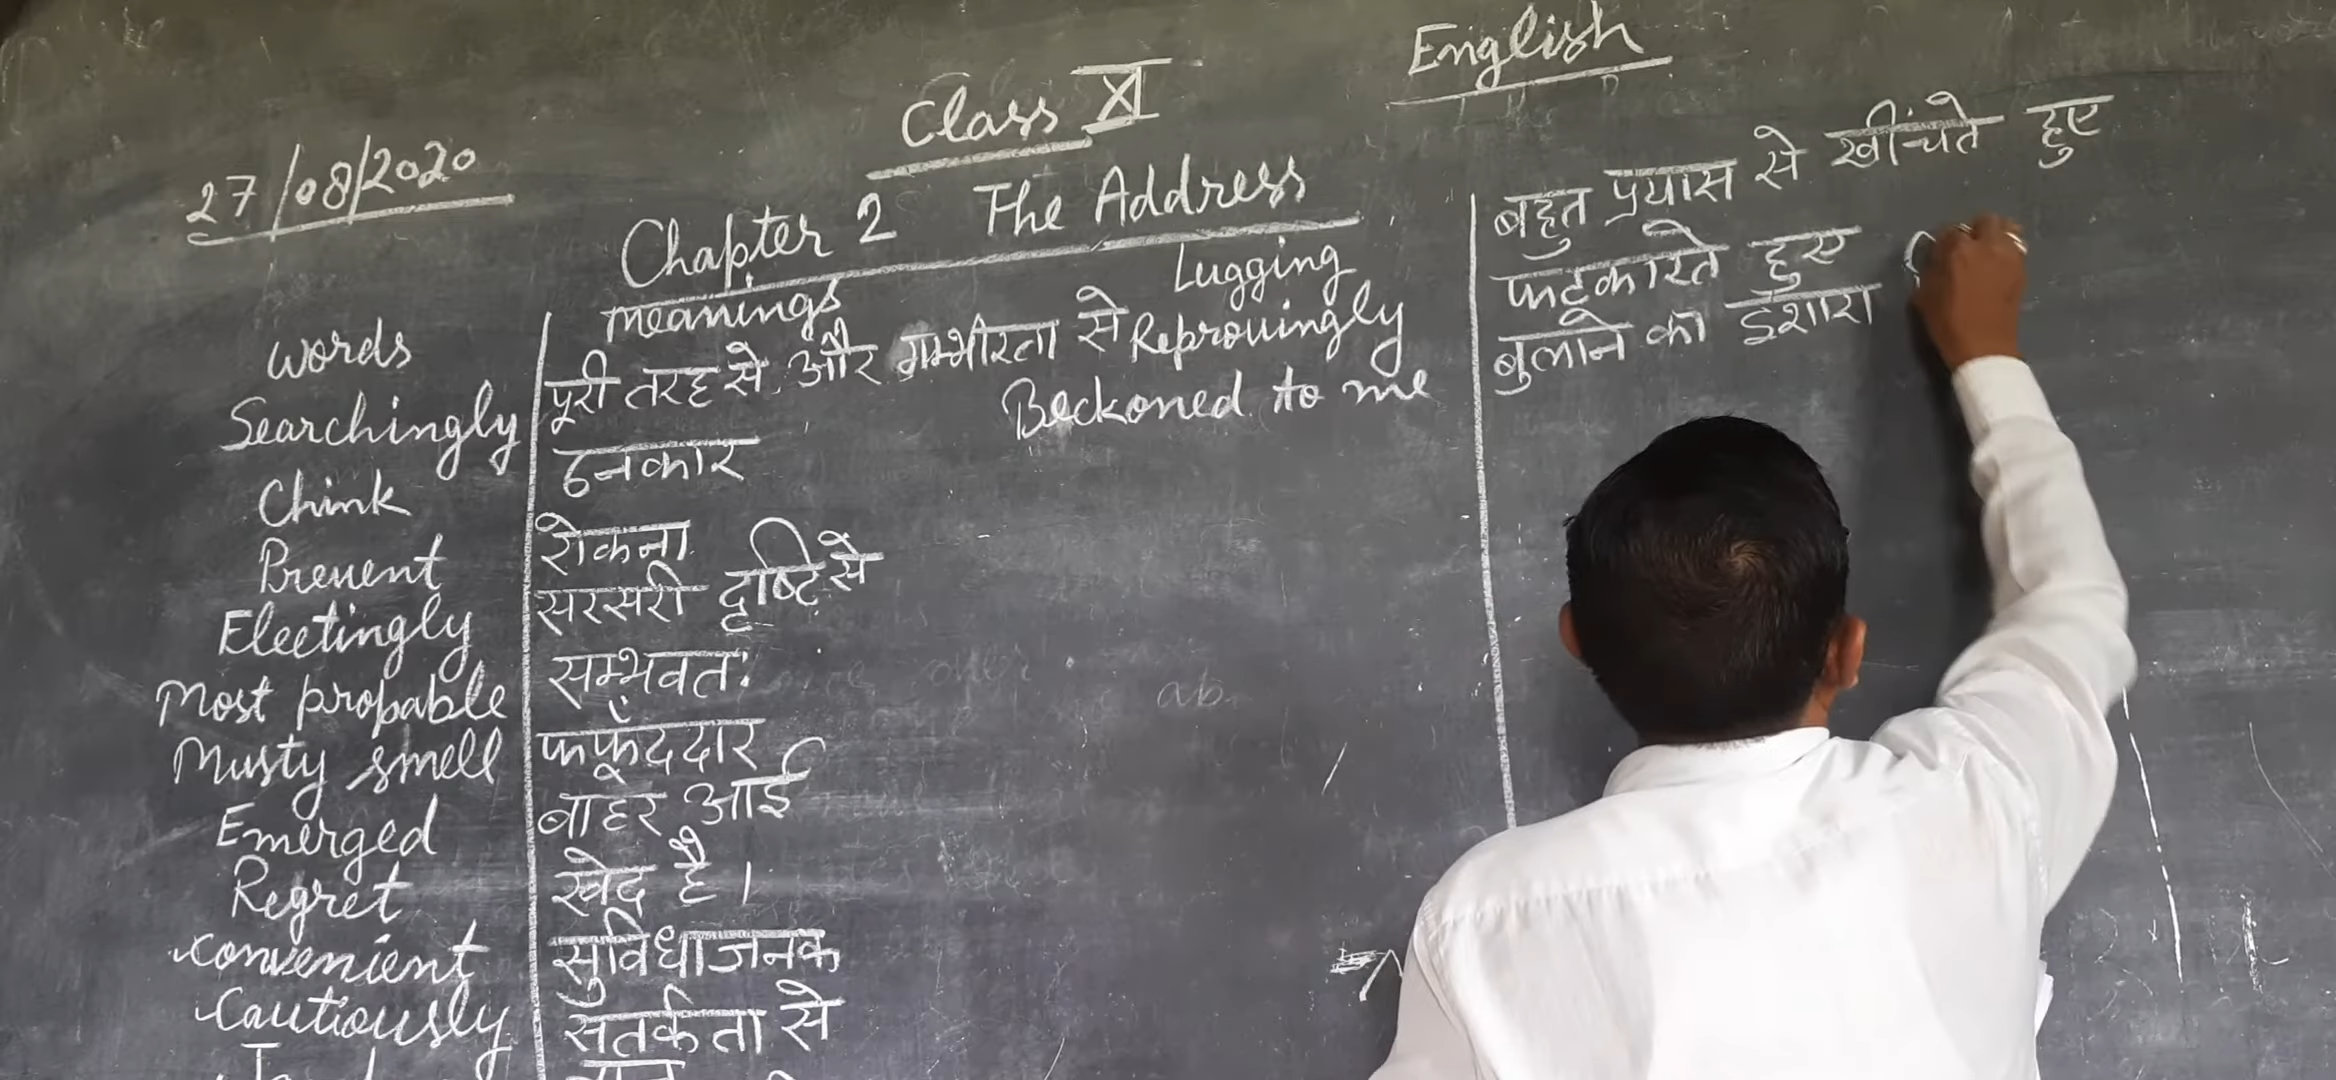 English
Class XI
27/08/2020
Chapter 2 The Address
words meanings
Searchingly पूरी तरह से और गम्भीरता से
Chink ठनकार
Prevent रोकना
Fleetingly सरसरी दृष्टि से
Most propable सम्भवतः
Musty smell फफूँददार
Emerged बाहर आई
Regret खेद है।
convenient सुविधाजनक
Cautiously सतर्कता से
Lugging बहुत प्रयास से खींचते हुए
Reprovingly फटकारते हुए
Beckoned to me बुलाने का इशारा